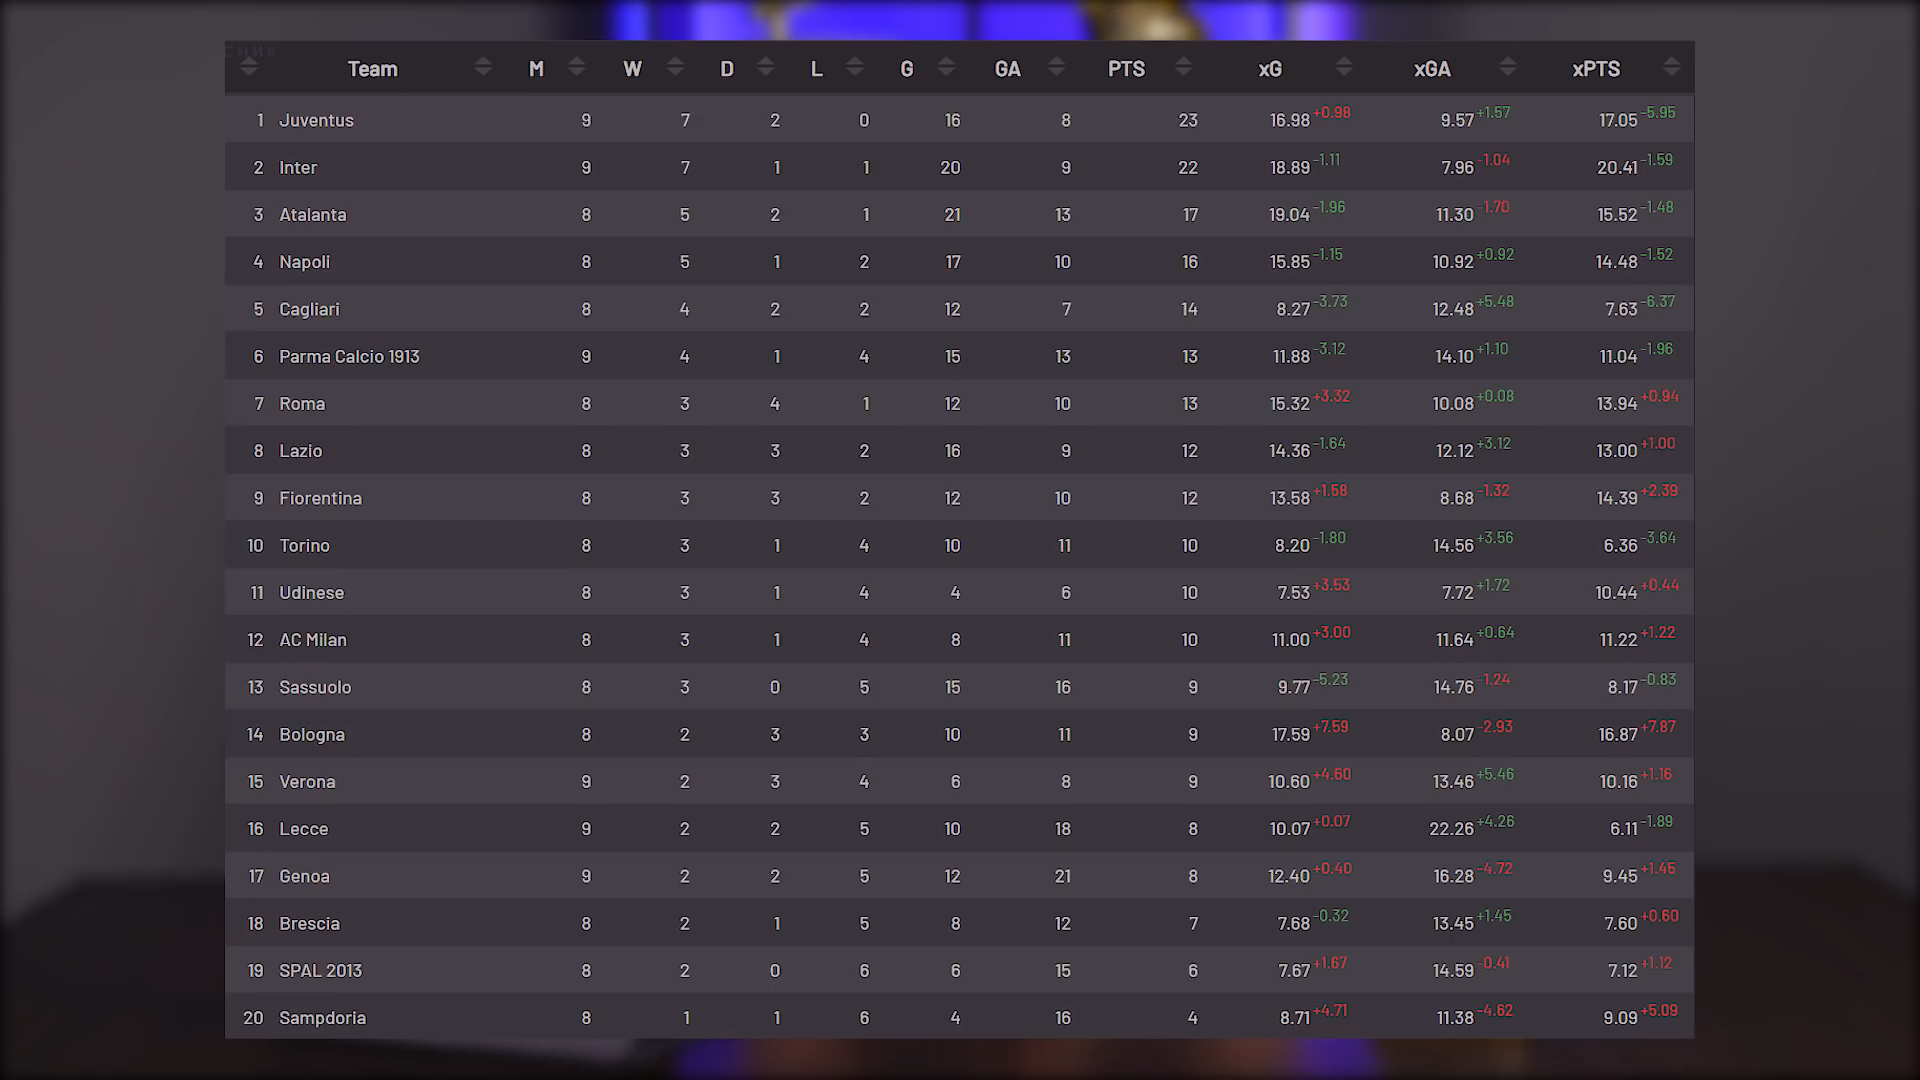 Team M W D L G GA PTS xG xGA xPTS
1 Juventus 9 7 2 0 16 8 23 16.98 +0.98 9.57 +1.57 17.05 -5.95
2 Inter 9 7 1 1 20 9 22 18.89 -1.11 7.96 -1.04 20.41 -1.59
3 Atalanta 8 5 2 1 21 13 17 19.04 -1.96 11.30 -1.70 15.52 -1.48
4 Napoli 8 5 1 2 17 10 16 15.85 -1.15 10.92 +0.92 14.48 -1.52
5 Cagliari 8 4 2 2 12 7 14 8.27 -3.73 12.48 +5.48 7.63 -6.37
6 Parma Calcio 1913 9 4 1 4 15 13 13 11.88 -3.12 14.10 +1.10 11.04 -1.96
7 Roma 8 3 4 1 12 10 13 15.32 +3.32 10.08 +0.08 13.94 +0.94
8 Lazio 8 3 3 2 16 9 12 14.36 -1.64 12.12 +3.12 13.00 +1.00
9 Fiorentina 8 3 3 2 12 10 12 13.58 +1.58 8.68 -1.32 14.39 +2.39
10 Torino 8 3 1 4 10 11 10 8.20 -1.80 14.56 +3.56 6.36 -3.64
11 Udinese 8 3 1 4 4 6 10 7.53 +3.53 7.72 +1.72 10.44 +0.44
12 AC Milan 8 3 1 4 8 11 10 11.00 +3.00 11.64 +0.64 11.22 +1.22
13 Sassuolo 8 3 0 5 15 16 9 9.77 -5.23 14.76 -1.24 8.17 -0.83
14 Bologna 8 2 3 3 10 11 9 17.59 +7.59 8.07 -2.93 16.87 +7.87
15 Verona 9 2 3 4 6 8 9 10.60 +4.60 13.46 +5.46 10.16 +1.16
16 Lecce 9 2 2 5 10 18 8 10.07 +0.07 22.26 +4.26 6.11 -1.89
17 Genoa 9 2 2 5 12 21 8 12.40 +0.40 16.28 -4.72 9.45 +1.45
18 Brescia 8 2 1 5 8 12 7 7.68 -0.32 13.45 +1.45 7.60 +0.60
19 SPAL 2013 8 2 0 6 6 15 6 7.67 +1.67 14.59 -0.41 7.12 +1.12
20 Sampdoria 8 1 1 6 4 16 4 8.71 +4.71 11.38 -4.62 9.09 +5.09